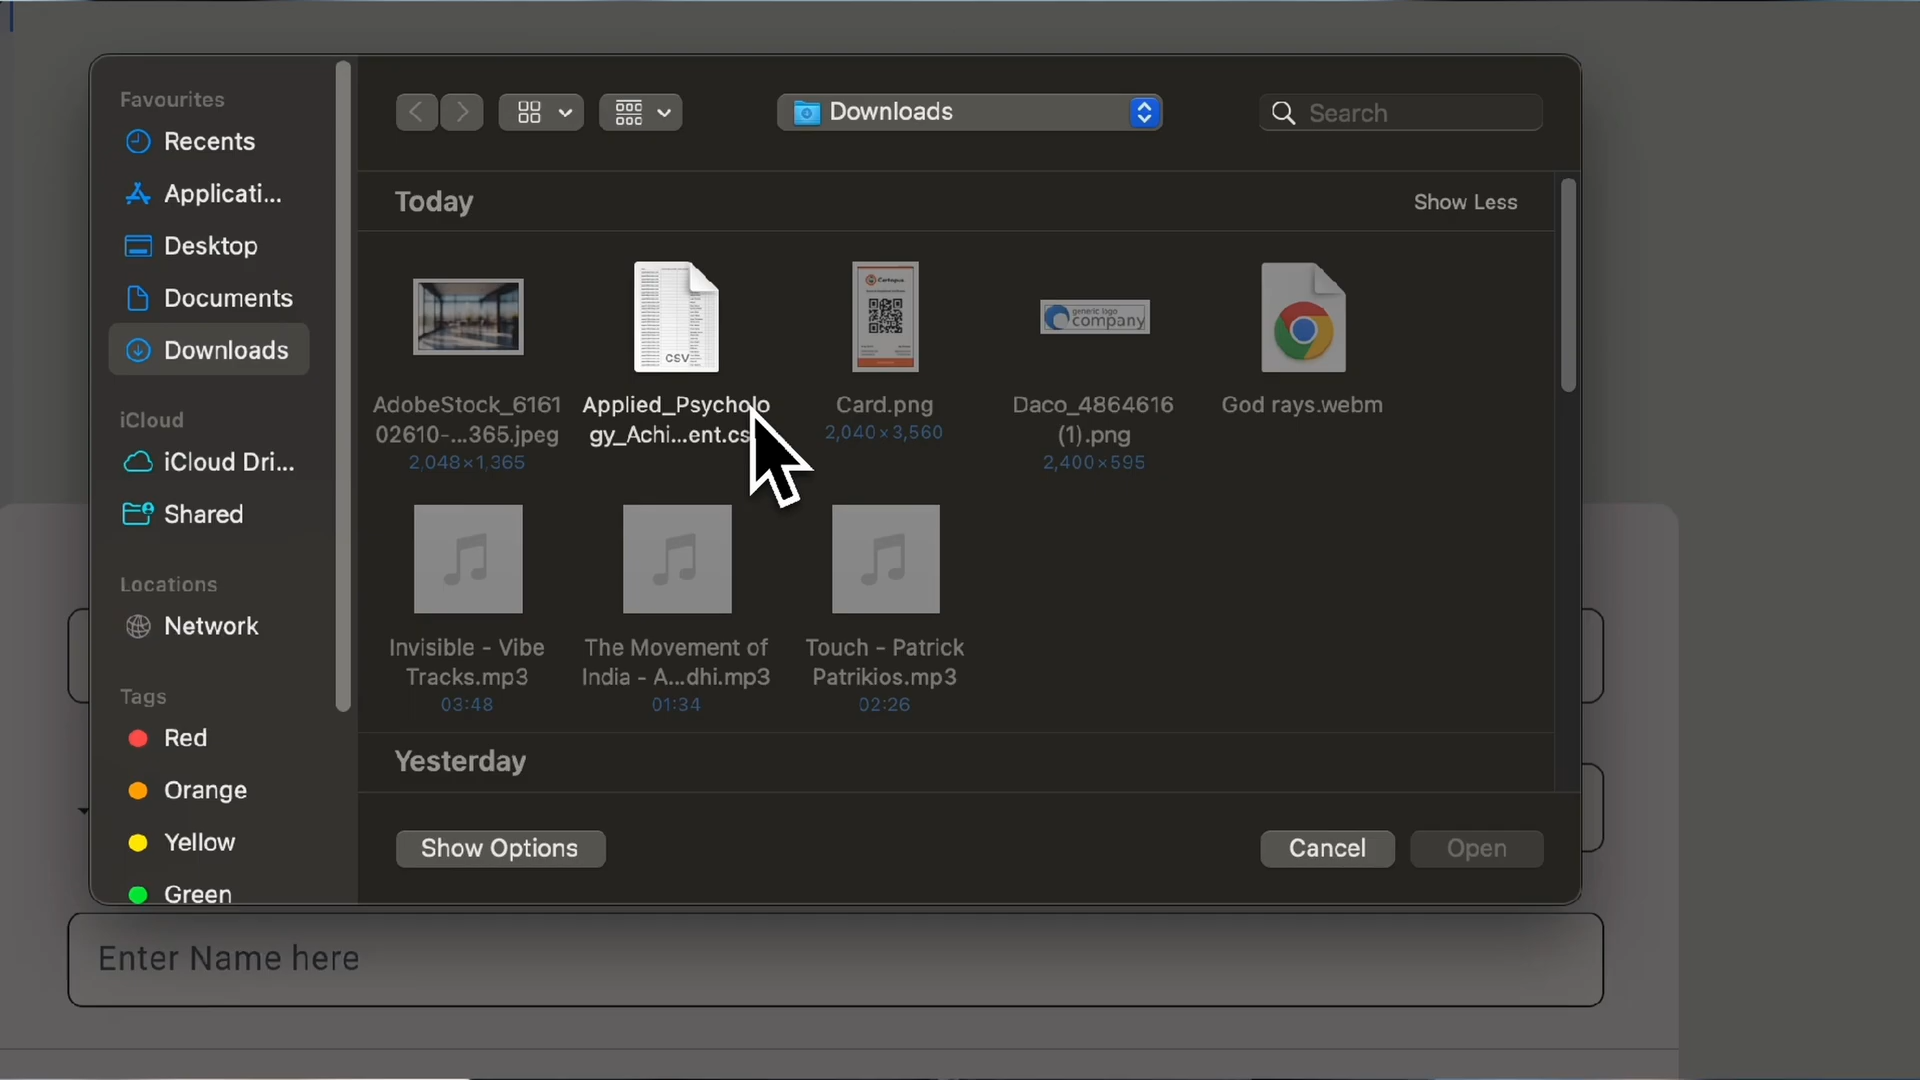 Favourites
Recents
Applicati...
Desktop
Documents
Downloads
iCloud
iCloud Dri...
Shared
Locations
Network
Tags
Red
Orange
Yellow
Green
Downloads
Search
Today
Show Less
CSV
generic logo
company
AdobeStock_6161
02610-...365.jpeg
2,048×1,365
Applied_Psycholo
gy_Achi...ent.cs
Card.png
2,040×3,560
Daco_4864616
(1).png
2,400×595
God rays.webm
Invisible - Vibe
Tracks.mp3
03:48
The Movement of
India - A...dhi.mp3
01:34
Touch - Patrick
Patrikios.mp3
02:26
Yesterday
Show Options
Cancel
Open
Enter Name here